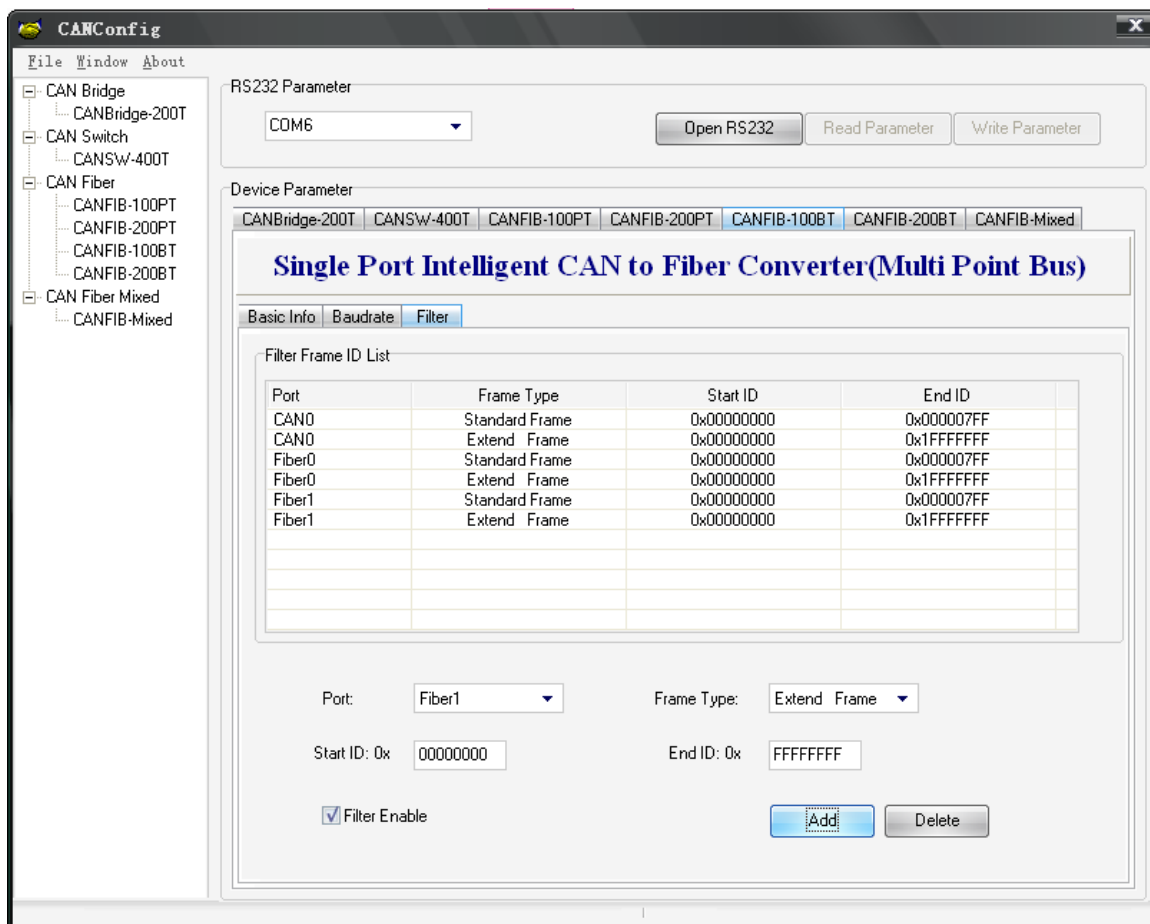 CANConfig
File Window About
CAN Bridge
CANBridge-200T
CAN Switch
CANSW-400T
CAN Fiber
CANFIB-100PT
CANFIB-200PT
CANFIB-100BT
CANFIB-200BT
CAN Fiber Mixed
CANFIB-Mixed
RS232 Parameter
COM6 Open RS232 Read Parameter Write Parameter
Device Parameter
CANBridge-200T CANSW-400T CANFIB-100PT CANFIB-200PT CANFIB-100BT CANFIB-200BT CANFIB-Mixed
Single Port Intelligent CAN to Fiber Converter(Multi Point Bus)
Basic Info Baudrate Filter
Filter Frame ID List
Port Frame Type Start ID End ID
CAN0 Standard Frame 0x00000000 0x000007FF
CAN0 Extend Frame 0x00000000 0x1FFFFFFF
Fiber0 Standard Frame 0x00000000 0x000007FF
Fiber0 Extend Frame 0x00000000 0x1FFFFFFF
Fiber1 Standard Frame 0x00000000 0x000007FF
Fiber1 Extend Frame 0x00000000 0x1FFFFFFF
Port: Fiber1 Frame Type: Extend Frame
Start ID: 0x 00000000 End ID: 0x FFFFFFFF
Filter Enable Add Delete